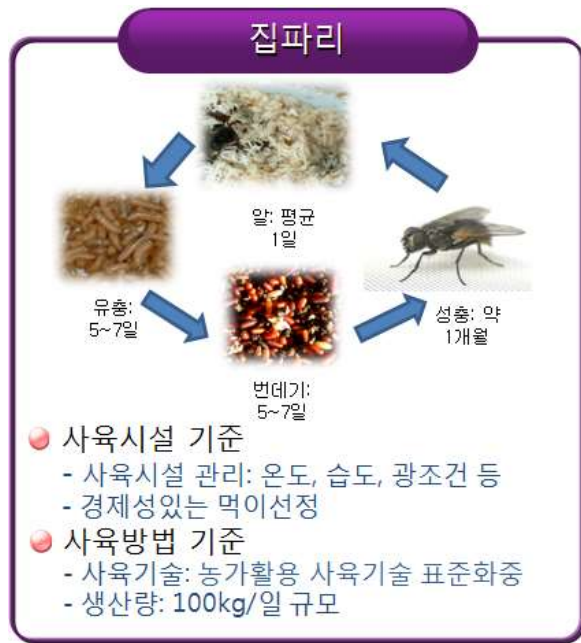 집파리
알: 평균
1일
유충:
5~7일
번데기:
5~7일
성충: 약
1개월
사육시설 기준
- 사육시설 관리: 온도, 습도, 광조건 등
- 경제성있는 먹이선정
사육방법 기준
- 사육기술: 농가활용 사육기술 표준화중
- 생산량: 100kg/일 규모